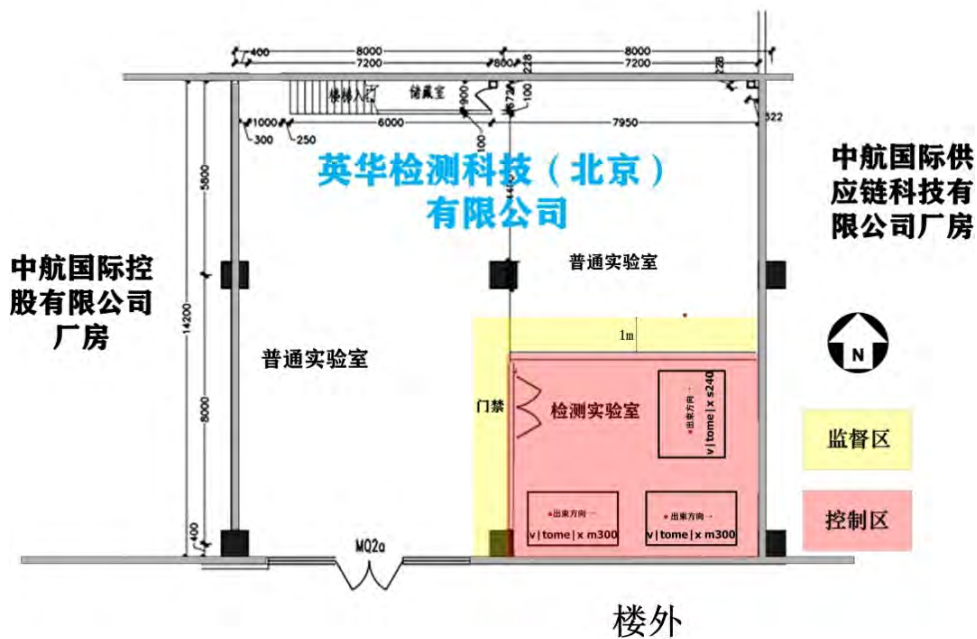 400
8000
8000
7200
800
7200
228
228
楼梯入口
储藏室
900
672
100
322
1000
6000
7950
300
250
100
英华检测科技（北京）
有限公司
中航国际供
应链科技有
限公司厂房
5800
4400
普通实验室
中航国际控
股有限公司
厂房
14200
N
1m
普通实验室
门禁
检测实验室
出束方向→
v|tome|x s240
监督区
8000
控制区
出束方向→
v|tome|x m300
出束方向→
v|tome|x m300
400
MQ2a
楼外